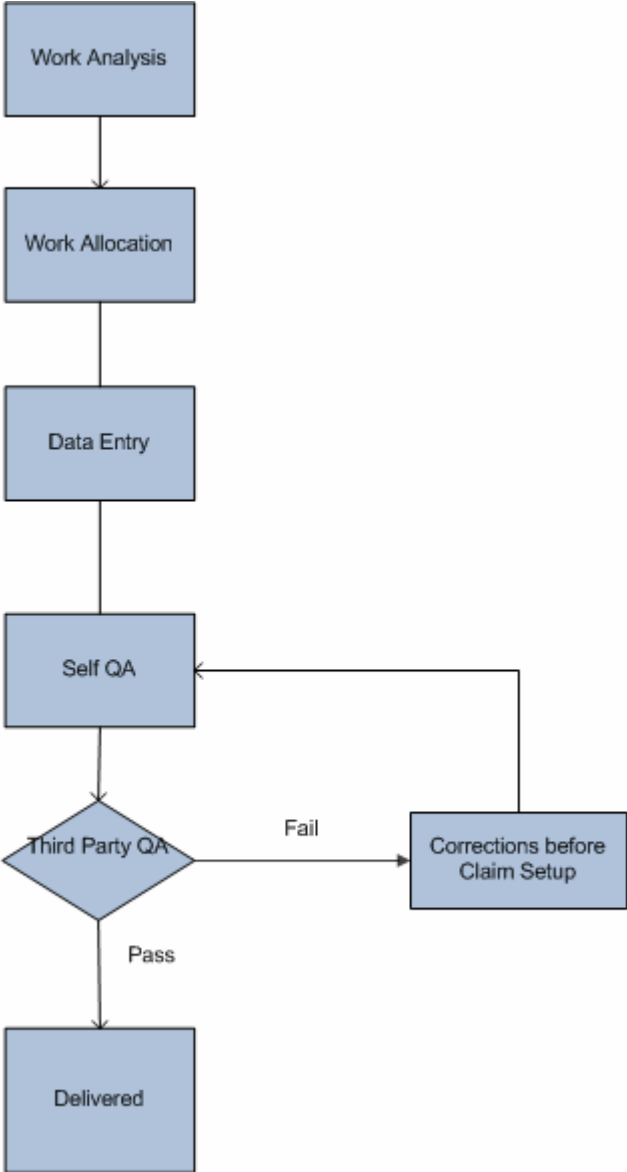 Work Analysis
Work Allocation
Data Entry
Self QA
Third Party QA
Fail
Corrections before
Claim Setup
Pass
Delivered